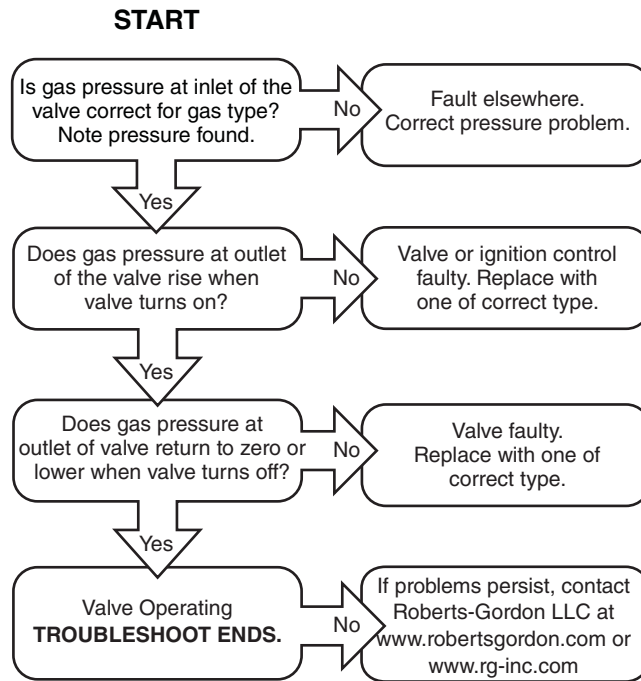 START
Is gas pressure at inlet of the
valve correct for gas type?
Note pressure found.
No
Fault elsewhere.
Correct pressure problem.
Yes
Does gas pressure at outlet
of the valve rise when
valve turns on?
No
Valve or ignition control
faulty. Replace with
one of correct type.
Yes
Does gas pressure at
outlet of valve return to zero or
lower when valve turns off?
No
Valve faulty.
Replace with one of
correct type.
Yes
Valve Operating
TROUBLESHOOT ENDS.
No
If problems persist, contact
Roberts-Gordon LLC at
www.robertsgordon.com or
www.rg-inc.com